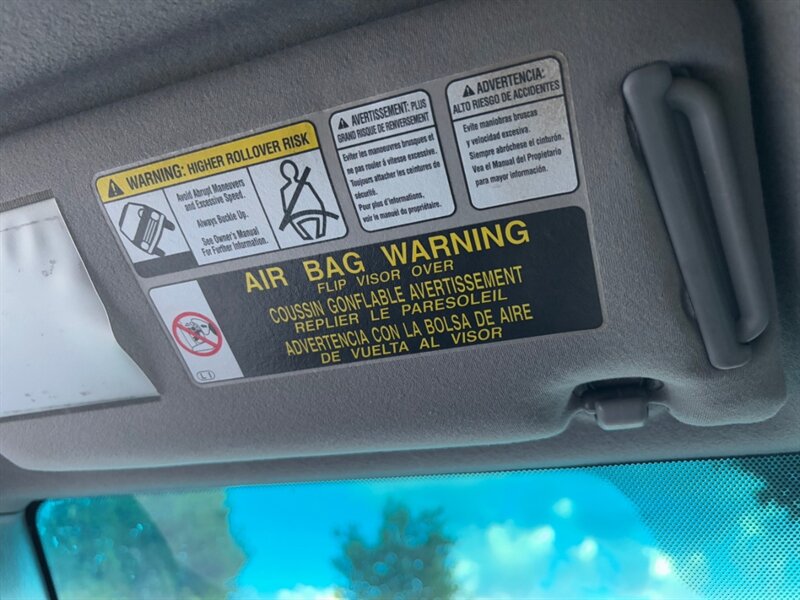 WARNING: HIGHER ROLLOVER RISK
Avoid Abrupt Maneuvers
and Excessive Speed.
Always Buckle Up.
See Owner's Manual
For Further Information.
AVERTISSEMENT: PLUS
GRAND RISQUE DE RENVERSEMENT
Eviter les manoeuvres brusques et
ne pas rouler á vitesse excessive.
Toujours attacher les ceintures de
sécurité.
Pour plus d'informations,
voir le manuel du propriétaire.
ADVERTENCIA:
ALTO RIESGO DE ACCIDENTES
Evite maniobras bruscas
y velocidad excesiva.
Siempre abróchese el cinturón.
Vea el Manual del Propietario
para mayor información.
AIR BAG WARNING
FLIP VISOR OVER
COUSSIN GONFLABLE AVERTISSEMENT
REPLIER LE PARESOLEIL
ADVERTENCIA CON LA BOLSA DE AIRE
DE VUELTA AL VISOR